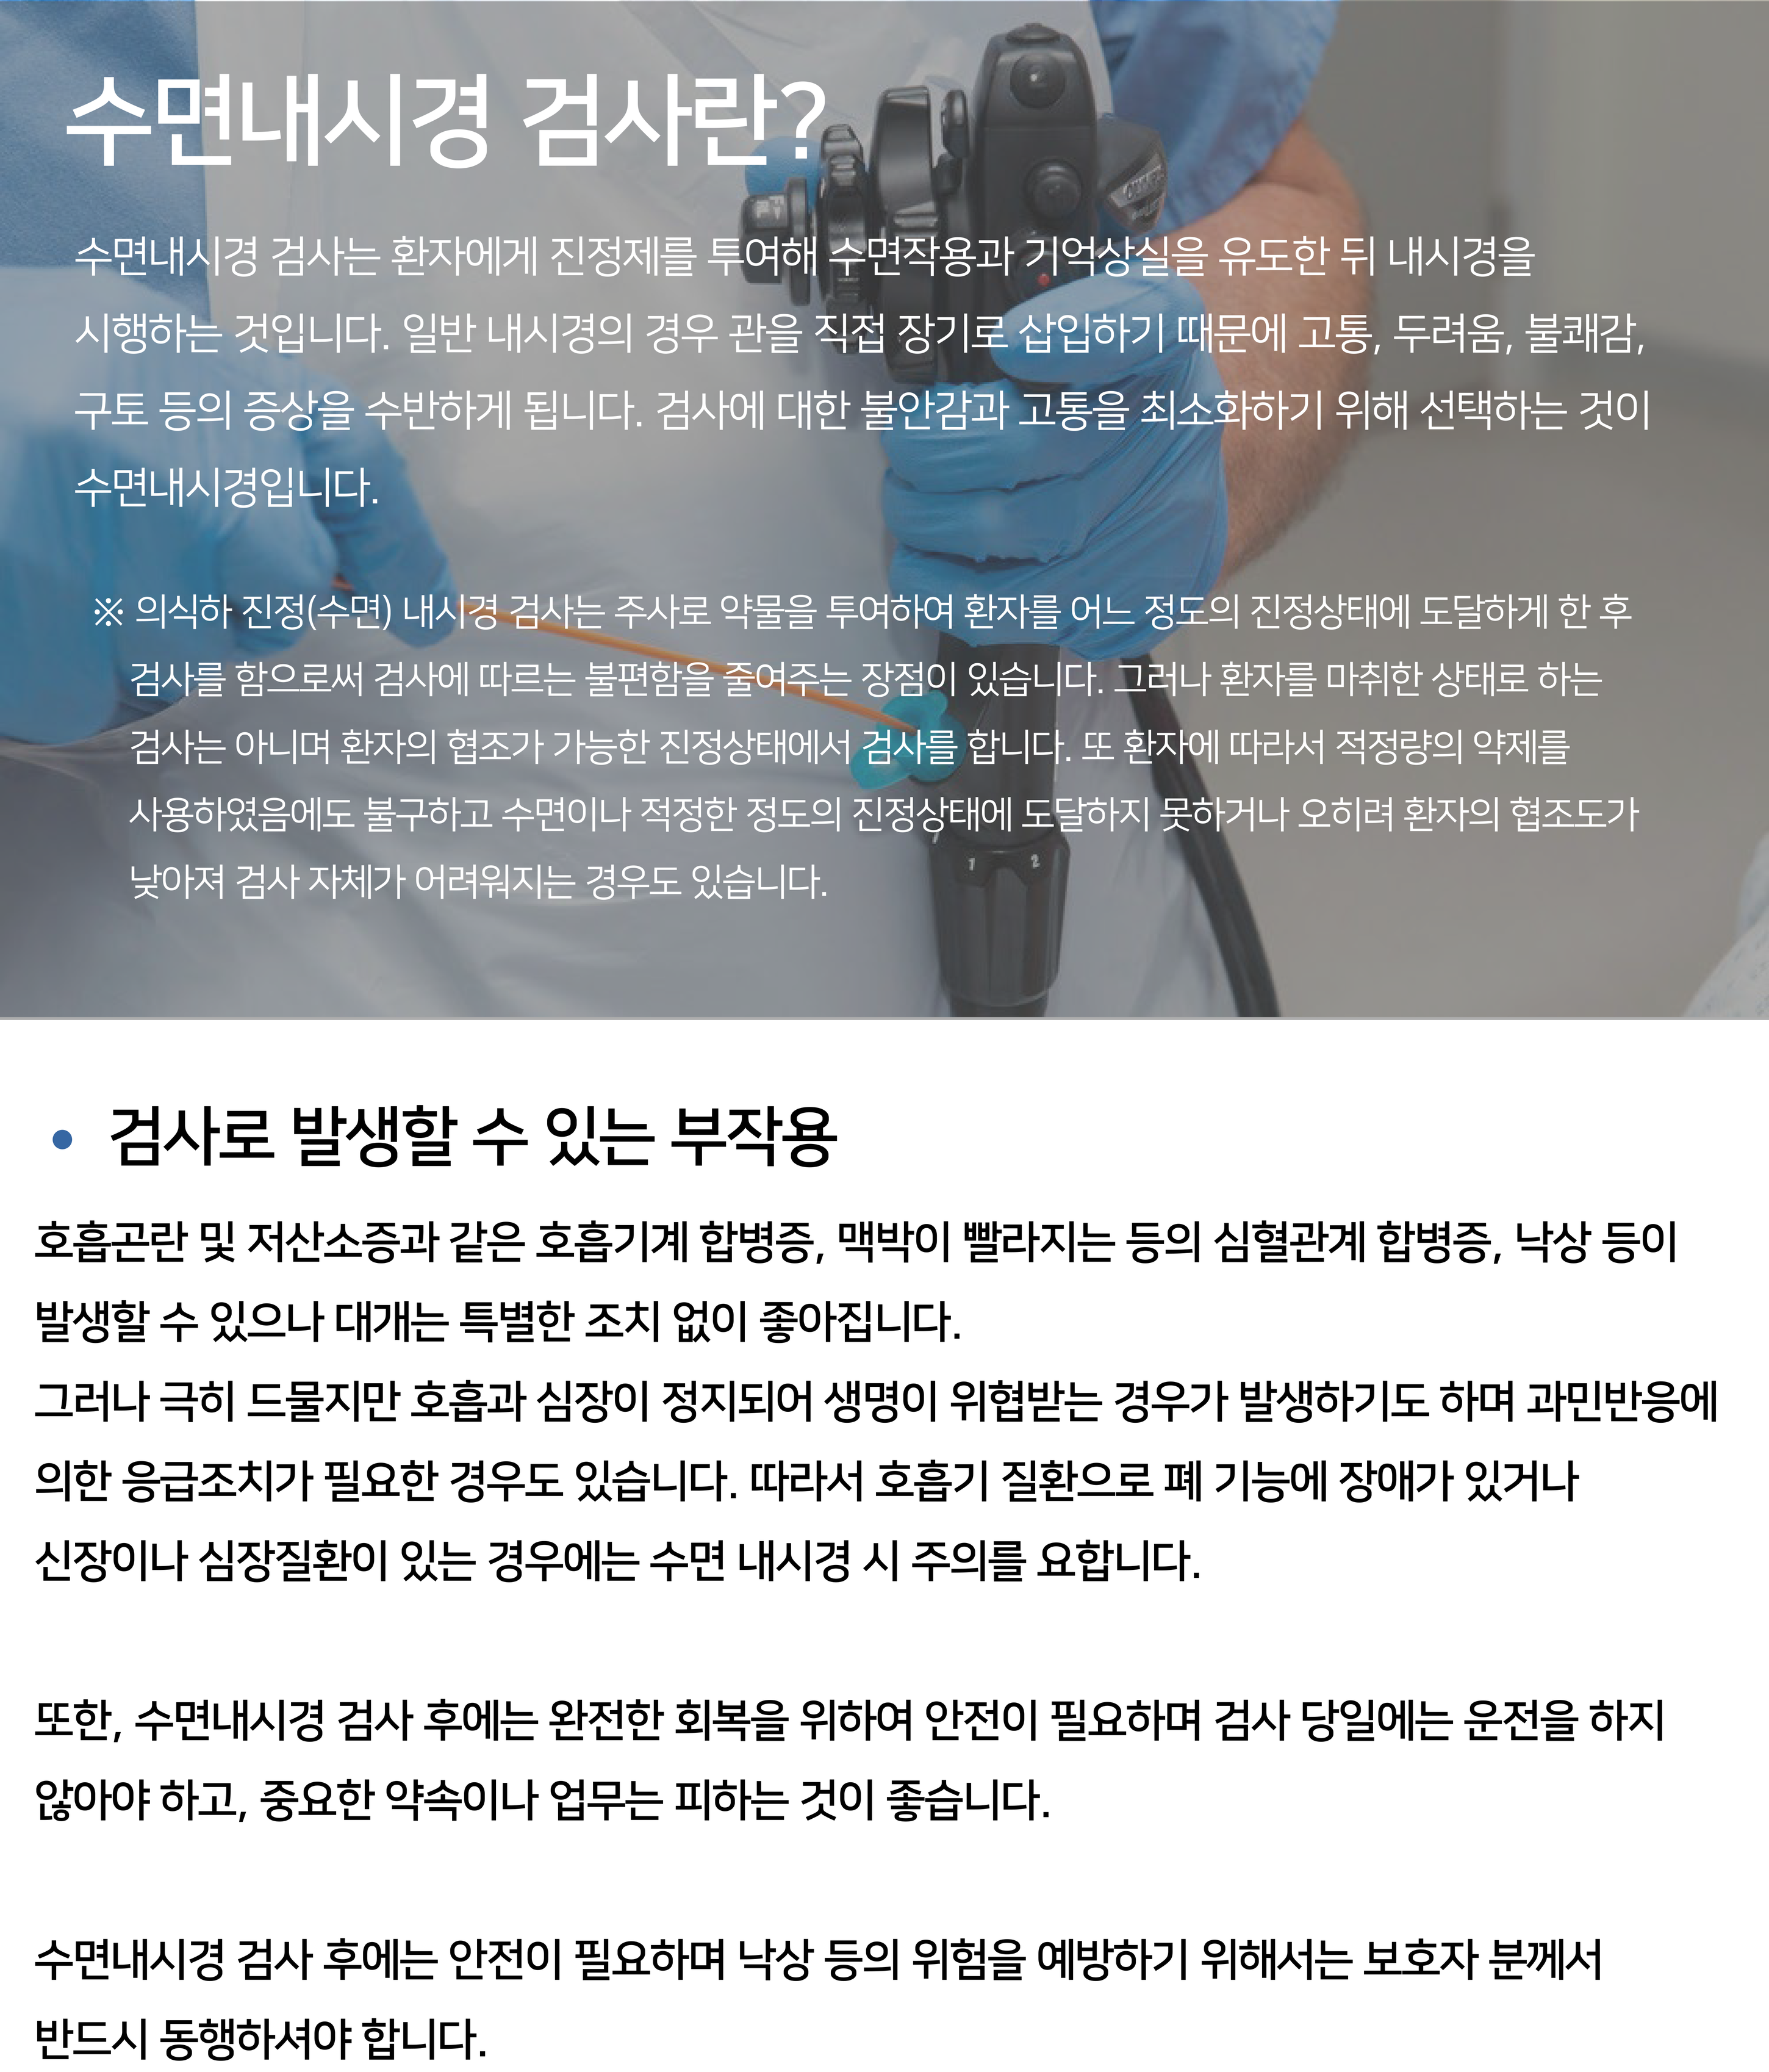 수면내시경 검사란?
수면내시경 검사는 환자에게 진정제를 투여해 수면작용과 기억상실을 유도한 뒤 내시경을
시행하는 것입니다. 일반 내시경의 경우 관을 직접 장기로 삽입하기 때문에 고통, 두려움, 불쾌감,
구토 등의 증상을 수반하게 됩니다. 검사에 대한 불안감과 고통을 최소화하기 위해 선택하는 것이
수면내시경입니다.
※ 의식하 진정(수면) 내시경 검사는 주사로 약물을 투여하여 환자를 어느 정도의 진정상태에 도달하게 한 후
검사를 함으로써 검사에 따르는 불편함을 줄여주는 장점이 있습니다. 그러나 환자를 마취한 상태로 하는
검사는 아니며 환자의 협조가 가능한 진정상태에서 검사를 합니다. 또 환자에 따라서 적정량의 약제를
사용하였음에도 불구하고 수면이나 적정한 정도의 진정상태에 도달하지 못하거나 오히려 환자의 협조도가
낮아져 검사 자체가 어려워지는 경우도 있습니다.
1 2
• 검사로 발생할 수 있는 부작용
호흡곤란 및 저산소증과 같은 호흡기계 합병증, 맥박이 빨라지는 등의 심혈관계 합병증, 낙상 등이
발생할 수 있으나 대개는 특별한 조치 없이 좋아집니다.
그러나 극히 드물지만 호흡과 심장이 정지되어 생명이 위협받는 경우가 발생하기도 하며 과민반응에
의한 응급조치가 필요한 경우도 있습니다. 따라서 호흡기 질환으로 폐 기능에 장애가 있거나
신장이나 심장질환이 있는 경우에는 수면 내시경 시 주의를 요합니다.
또한, 수면내시경 검사 후에는 완전한 회복을 위하여 안전이 필요하며 검사 당일에는 운전을 하지
않아야 하고, 중요한 약속이나 업무는 피하는 것이 좋습니다.
수면내시경 검사 후에는 안전이 필요하며 낙상 등의 위험을 예방하기 위해서는 보호자 분께서
반드시 동행하셔야 합니다.